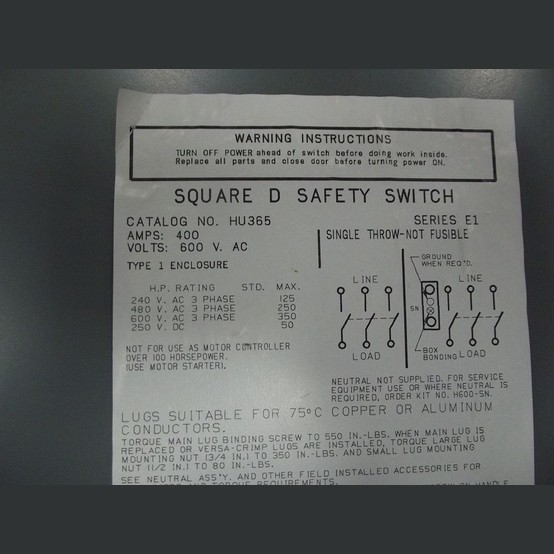 WARNING INSTRUCTIONS
TURN OFF POWER ahead of switch before doing work inside.
Replace all parts and close door before turning power ON.
SQUARE D SAFETY SWITCH
CATALOG NO. HU365
SERIES E1
AMPS: 400
VOLTS: 600 V. AC
SINGLE THROW-NOT FUSIBLE
TYPE 1 ENCLOSURE
H.P. RATING STD. MAX.
240 V. AC 3 PHASE 125
480 V. AC 3 PHASE 250
600 V. AC 3 PHASE 350
250 V. DC 50
NOT FOR USE AS MOTOR CONTROLLER
OVER 100 HORSEPOWER.
(USE MOTOR STARTER).
LINE
LOAD
GROUND
WHEN REQ'D.
LINE
SN
BOX
BONDING
LOAD
NEUTRAL NOT SUPPLIED. FOR SERVICE
EQUIPMENT USE OR WHERE NEUTRAL IS
REQUIRED, ORDER KIT NO. H600-SN.
LUGS SUITABLE FOR 75°C COPPER OR ALUMINUM
CONDUCTORS.
TORQUE MAIN LUG BINDING SCREW TO 550 IN.-LBS. WHEN MAIN LUG IS
REPLACED OR VERSA-CRIMP LUGS ARE INSTALLED, TORQUE LARGE LUG
MOUNTING NUT (3/4 IN.) TO 350 IN.-LBS. AND SMALL LUG MOUNTING
NUT (1/2 IN.) TO 80 IN.-LBS.
SEE NEUTRAL ASS'Y. AND OTHER FIELD INSTALLED ACCESSORIES FOR
AND TORQUE REQUIREMENTS.
HANDLE